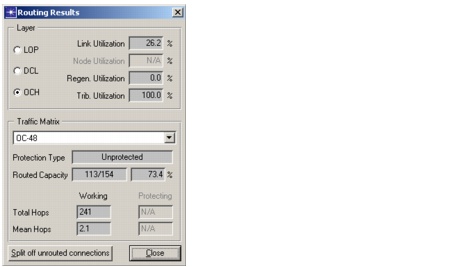 Routing Results
Layer
LOP
DCL
OCH
Link Utilization 26.2 %
Node Utilization N/A %
Regen. Utilization 0.0 %
Trib. Utilization 100.0 %
Traffic Matrix
OC-48
Protection Type Unprotected
Routed Capacity 113/154 73.4 %
Working Protecting
Total Hops 241 N/A
Mean Hops 2.1 N/A
Split off unrouted connections Close